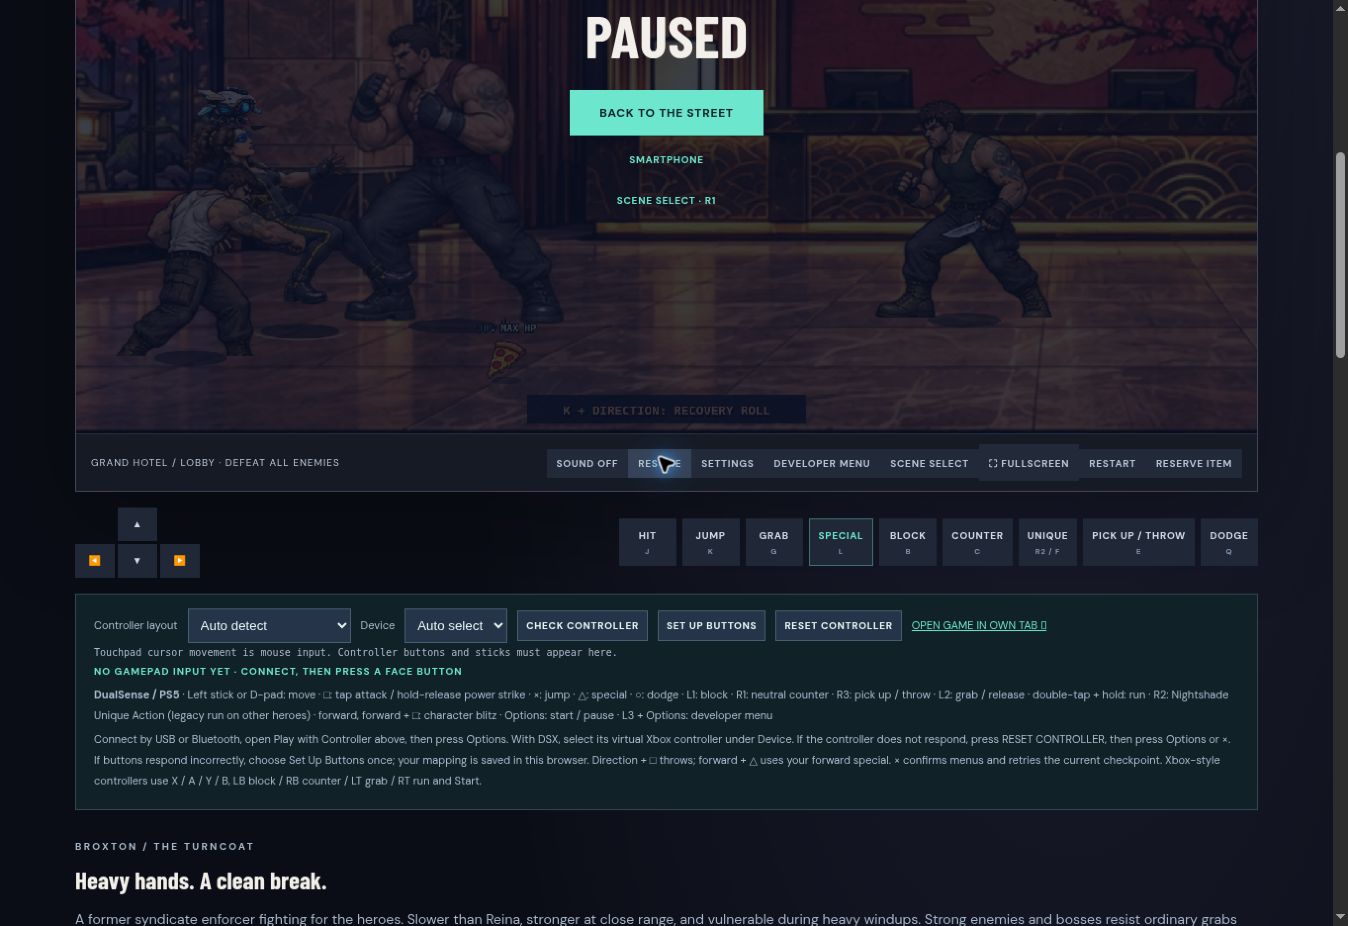 PAUSED
BACK TO THE STREET
SMARTPHONE
SCENE SELECT · R1
MAX HP
K + DIRECTION: RECOVERY ROLL
GRAND HOTEL / LOBBY · DEFEAT ALL ENEMIES
SOUND OFF
SETTINGS
DEVELOPER MENU
SCENE SELECT
FULLSCREEN
RESTART
RESERVE ITEM
HIT
J
JUMP
K
GRAB
G
SPECIAL
L
BLOCK
B
COUNTER
C
UNIQUE
R2 / F
PICK UP / THROW
E
DODGE
Q
Controller layout
Auto detect
Device
Auto select
CHECK CONTROLLER
SET UP BUTTONS
RESET CONTROLLER
OPEN GAME IN OWN TAB
Touchpad cursor movement is mouse input. Controller buttons and sticks must appear here.
NO GAMEPAD INPUT YET · CONNECT, THEN PRESS A FACE BUTTON
DualSense / PS5 · Left stick or D-pad: move · □: tap attack / hold-release power strike · ×: jump · △: special · ○: dodge · L1: block · R1: neutral counter · R3: pick up / throw · L2: grab / release · double-tap + hold: run · R2: Nightshade
Unique Action (legacy run on other heroes) · forward, forward + □: character blitz · Options: start / pause · L3 + Options: developer menu
Connect by USB or Bluetooth, open Play with Controller above, then press Options. With DSX, select its virtual Xbox controller under Device. If the controller does not respond, press RESET CONTROLLER, then press Options or ×.
If buttons respond incorrectly, choose Set Up Buttons once; your mapping is saved in this browser. Direction + □ throws; forward + △ uses your forward special. × confirms menus and retries the current checkpoint. Xbox-style
controllers use X / A / Y / B, LB block / RB counter / LT grab / RT run and Start.
BROXTON / THE TURNCOAT
Heavy hands. A clean break.
A former syndicate enforcer fighting for the heroes. Slower than Reina, stronger at close range, and vulnerable during heavy windups. Strong enemies and bosses resist ordinary grabs